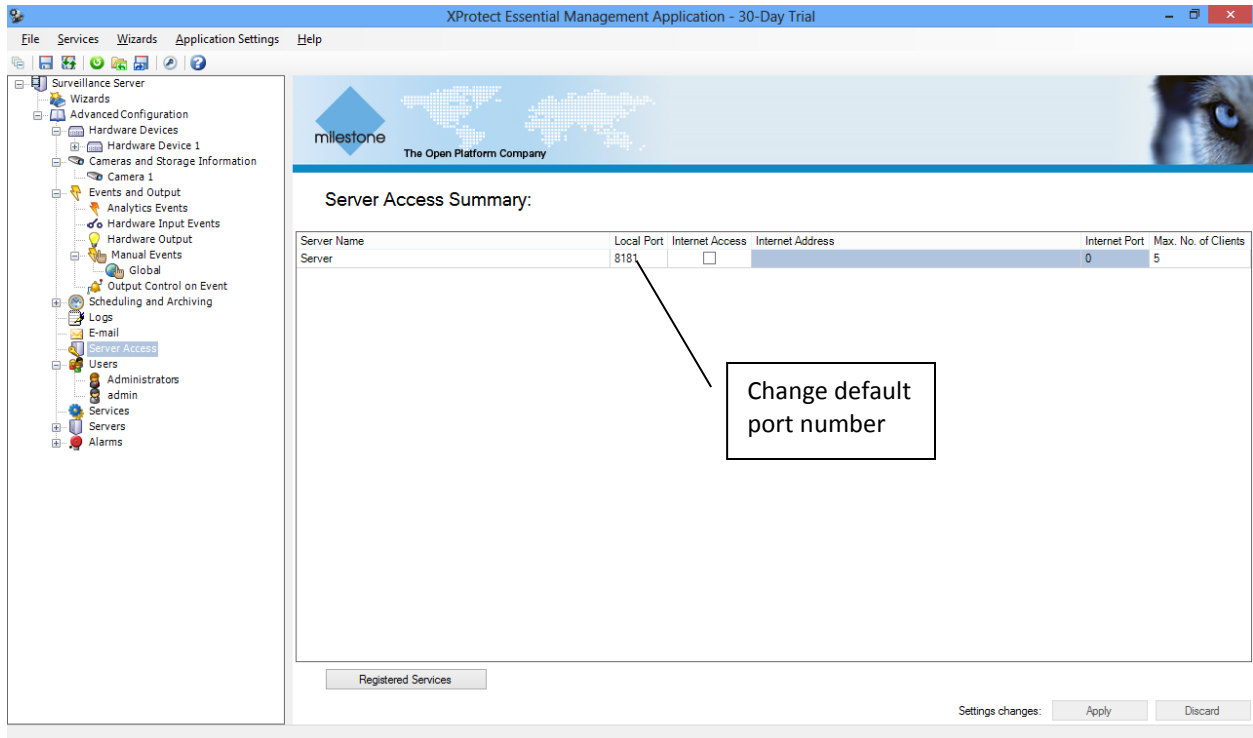 XProtect Essential Management Application - 30-Day Trial
File Services Wizards Application Settings Help
Surveillance Server
Wizards
Advanced Configuration
Hardware Devices
Hardware Device 1
Cameras and Storage Information
Camera 1
Events and Output
Analytics Events
Hardware Input Events
Hardware Output
Manual Events
Global
Output Control on Event
Scheduling and Archiving
Logs
E-mail
Server Access
Users
Administrators
admin
Services
Servers
Alarms
milestone
The Open Platform Company
Server Access Summary:
Server Name Local Port Internet Access Internet Address Internet Port Max. No. of Clients
Server 8181 0 5
Change default
port number
Registered Services
Settings changes: Apply Discard